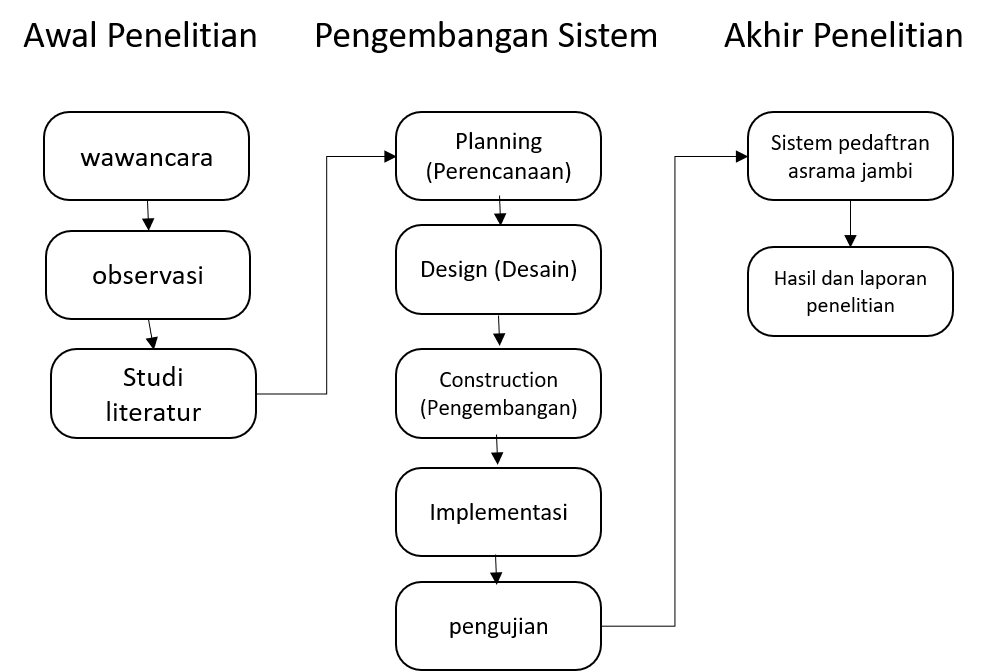 Awal Penelitian
Pengembangan Sistem
Akhir Penelitian
wawancara
observasi
Studi
literatur
Planning
(Perencanaan)
Design (Desain)
Construction
(Pengembangan)
Implementasi
pengujian
Sistem pedaftran
asrama jambi
Hasil dan laporan
penelitian